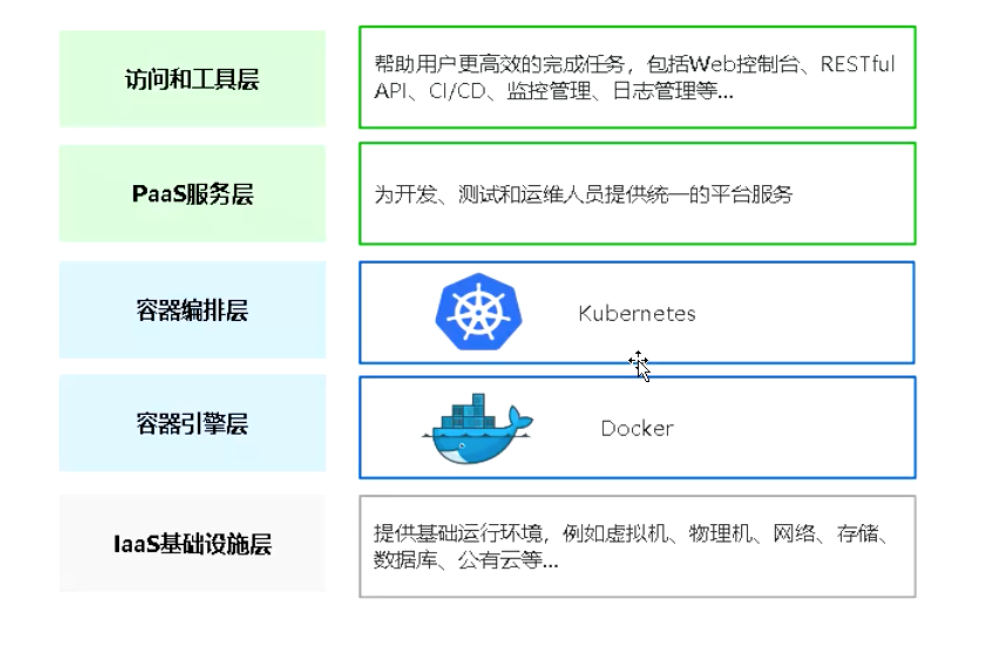 访问和工具层
帮助用户更高效的完成任务，包括Web控制台、RESTful
API、CI/CD、监控管理、日志管理等...
PaaS服务层
为开发、测试和运维人员提供统一的平台服务
容器编排层
Kubernetes
容器引擎层
Docker
IaaS基础设施层
提供基础运行环境，例如虚拟机、物理机、网络、存储、
数据库、公有云等...